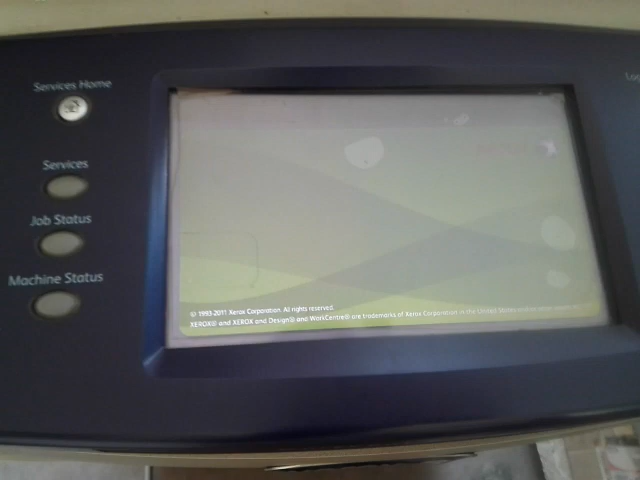 Services Home
Services
Job Status
Machine Status
© 1993-2011 Xerox Corporation. All rights reserved.
XEROX® and XEROX and Design® and WorkCentre® are trademarks of Xerox Corporation in the United States